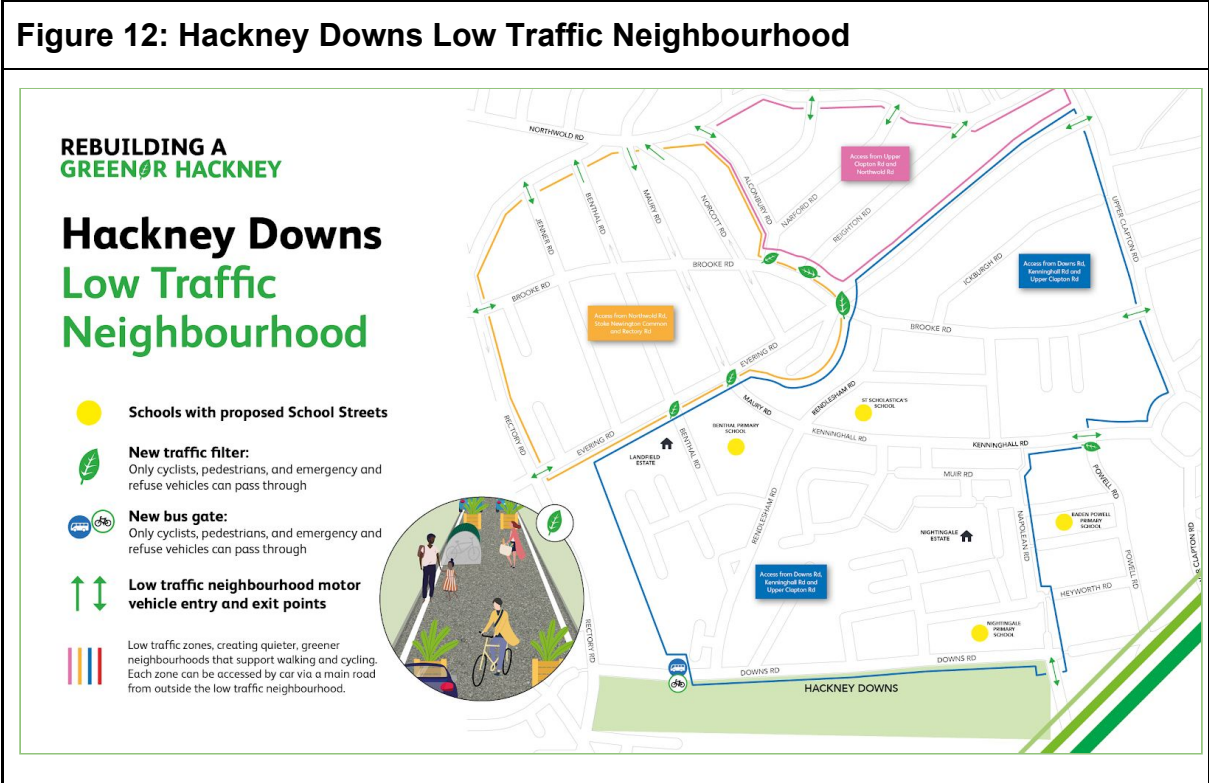 Figure 12: Hackney Downs Low Traffic Neighbourhood
REBUILDING A
GREENER HACKNEY
Hackney Downs
Low Traffic
Neighbourhood
Schools with proposed School Streets
New traffic filter:
Only cyclists, pedestrians, and emergency and
refuse vehicles can pass through
New bus gate:
Only cyclists, pedestrians, and emergency and
refuse vehicles can pass through
Low traffic neighbourhood motor
vehicle entry and exit points
Low traffic zones, creating quieter, greener
neighbourhoods that support walking and cycling.
Each zone can be accessed by car via a main road
from outside the low traffic neighbourhood.
NORTHWOLD RD
Access from Upper
Clapton Rd and
Northwold Rd
JENNER RD
BENTHAL RD
MAURY RD
NORCOTT RD
ALCONBURY RD
NARFORD RD
REIGHTON RD
UPPER CLAPTON RD
BROOKE RD
BROOKE RD
ICKBURGH RD
Access from Downs Rd,
Kenninghall Rd and
Upper Clapton Rd
Access from Northwold Rd,
Stoke Newington Common
and Rectory Rd
BROOKE RD
EVERING RD
RENDLESHAM RD
MAURY RD
ST SCHOLASTICA'S
SCHOOL
RECTORY RD
EVERING RD
BENTHAL PRIMARY
SCHOOL
KENNINGHALL RD
KENNINGHALL RD
LANDFIELD
ESTATE
BENTHAL RD
MUIR RD
POWELL RD
RENDLESHAM RD
NIGHTINGALE
ESTATE
NAPOLEAN RD
BADEN POWELL
PRIMARY
SCHOOL
CLAPTON RD
Access from Downs Rd,
Kenninghall Rd and
Upper Clapton Rd
POWELL RD
HEYWORTH RD
NIGHTINGALE
PRIMARY
SCHOOL
RECTORY RD
DOWNS RD
DOWNS RD
HACKNEY DOWNS